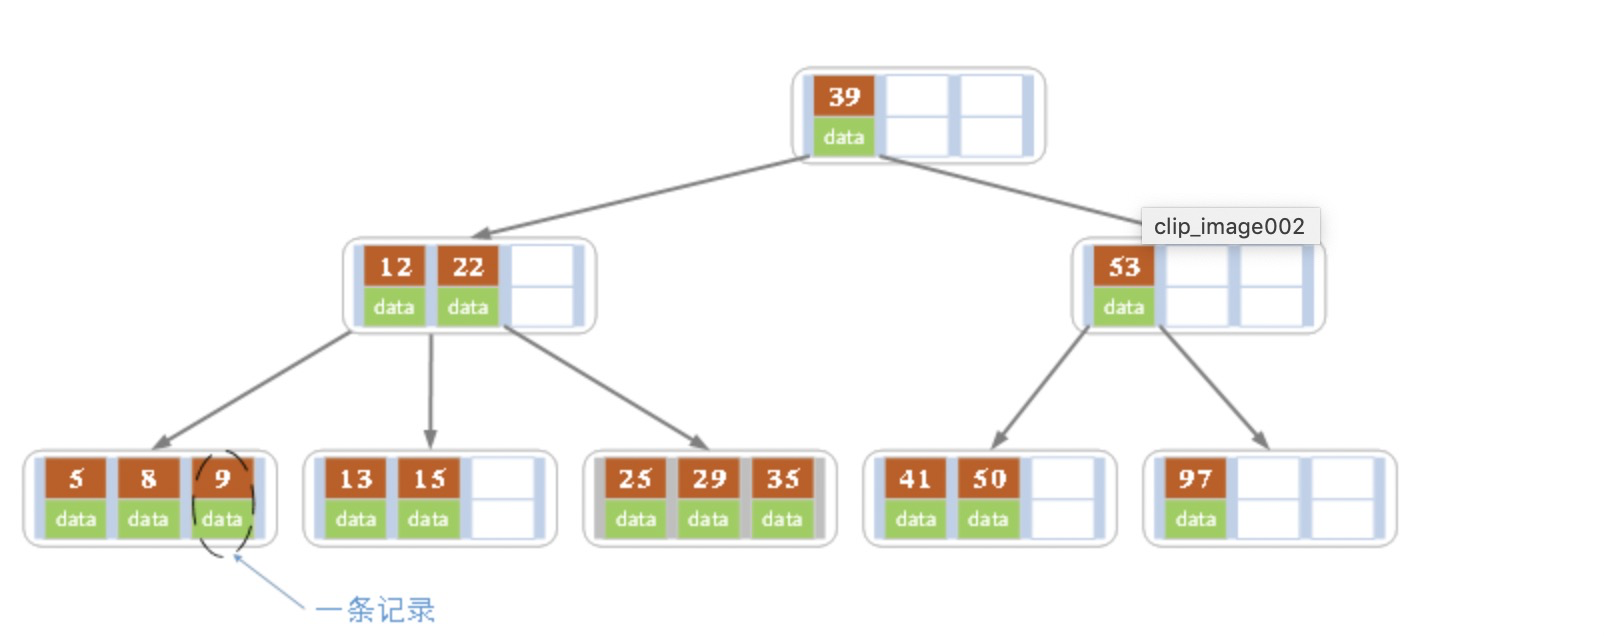 39
data
clip_image002
12 22
data data
53
data
5 8 9
data data data
13 15
data data
25 29 35
data data data
41 50
data data
97
data
一条记录